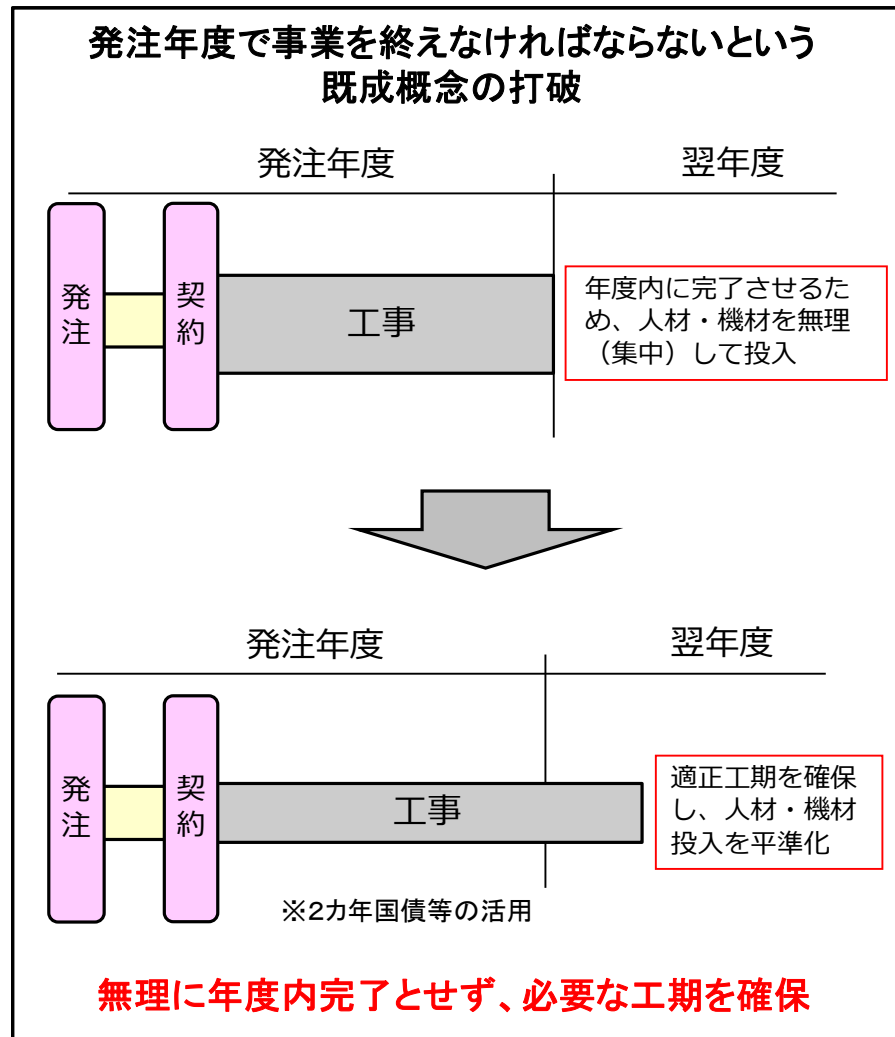 発注年度で事業を終えなければならないという
既成概念の打破
発注年度
翌年度
発注
契約
工事
年度内に完了させるた
め、人材・機材を無理
（集中）して投入
発注年度
翌年度
発注
契約
工事
適正工期を確保
し、人材・機材
投入を平準化
※2カ年国債等の活用
無理に年度内完了とせず、必要な工期を確保